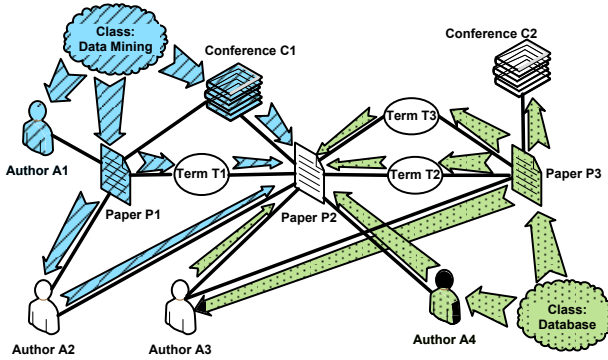 Class:
Data Mining
Conference C1
Conference C2
Term T3
Author A1
Term T1
Term T2
Paper P3
Paper P1
Paper P2
Class:
Database
Author A2
Author A3
Author A4